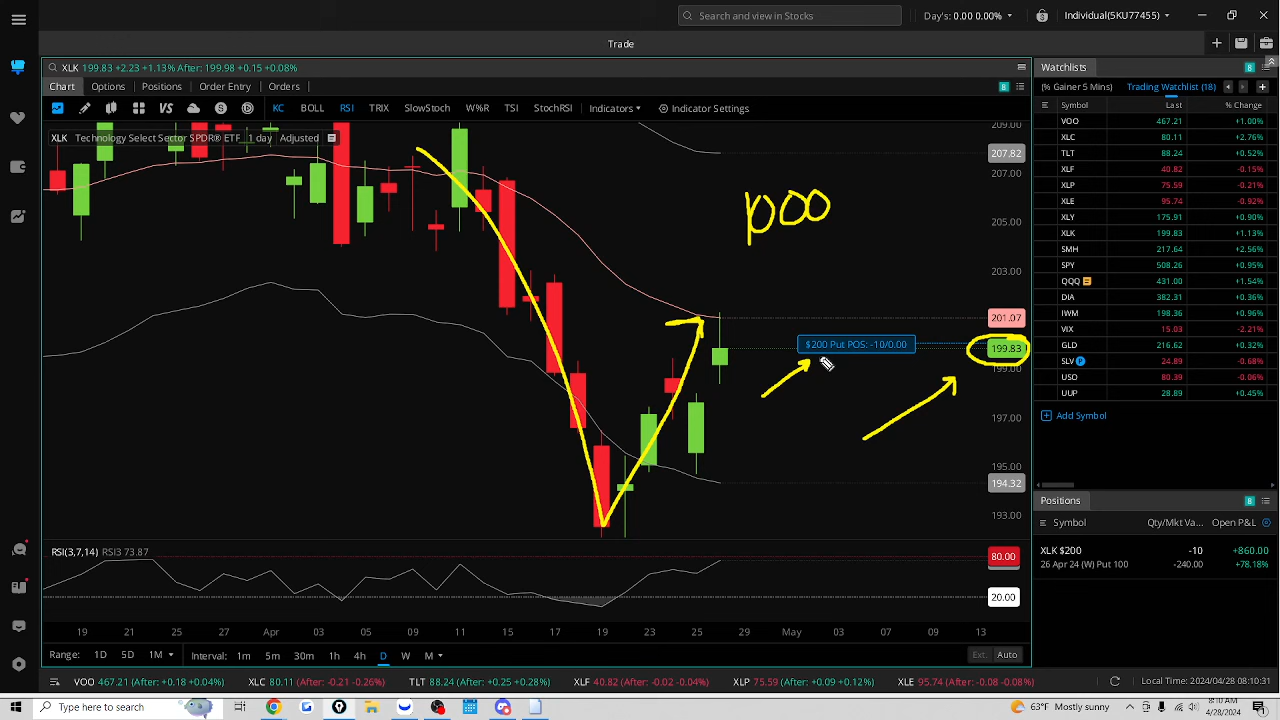 Search and view in Stocks
Day's: 0.00 0.00%
Individual(5KU77455)
Trade
XLK 199.83 +2.23 +1.13% After: 199.98 +0.15 +0.08%
Chart Options Positions Order Entry Orders
KC BOLL RSI TRIX SlowStoch W%R TSI StochRSI Indicators Indicator Settings
XLK Technology Select Sector SPDR® ETF 1 day Adjusted
209.00
207.82
207.00
205.00
203.00
201.07
199.83
199.00
197.00
195.00
194.32
193.00
poo
$200 Put POS: -10/0.00
RSI(3,7,14) RSI3 73.87
80.00
20.00
19 21 25 27 Apr 03 05 09 11 15 17 19 23 25 29 May 03 07 09 13
Range: 1D 5D 1M Interval: 1m 5m 30m 1h 4h D W M Ext. Auto
Watchlists 8
(% Gainer 5 Mins) Trading Watchlist (18)
Symbol Last % Change
VOO 467.21 +1.00%
XLC 80.11 +2.76%
TLT 88.24 +0.52%
XLF 40.82 -0.15%
XLP 75.59 -0.21%
XLE 95.74 -0.92%
XLY 175.91 +0.90%
XLK 199.83 +1.13%
SMH 217.64 +2.56%
SPY 508.26 +0.95%
QQQ 431.00 +1.54%
DIA 382.31 +0.36%
IWM 198.36 +0.96%
VIX 15.03 -2.21%
GLD 216.62 +0.32%
SLV P 24.89 -0.68%
USO 80.39 -0.06%
UUP 28.89 +0.45%
Add Symbol
Positions 8
Symbol Qty/Mkt Va... Open P&L
XLK $200 -10 +860.00
26 Apr 24 (W) Put 100 -240.00 +78.18%
VOO 467.21 (After: +0.18 +0.04%) XLC 80.11 (After: -0.21 -0.26%) TLT 88.24 (After: +0.25 +0.28%) XLF 40.82 (After: -0.02 -0.04%) XLP 75.59 (After: +0.09 +0.12%) XLE 95.74 (After: -0.08 -0.08%)
Local Time: 2024/04/28 08:10:31
Type here to search
63°F
8:10 AM
4/28/2024